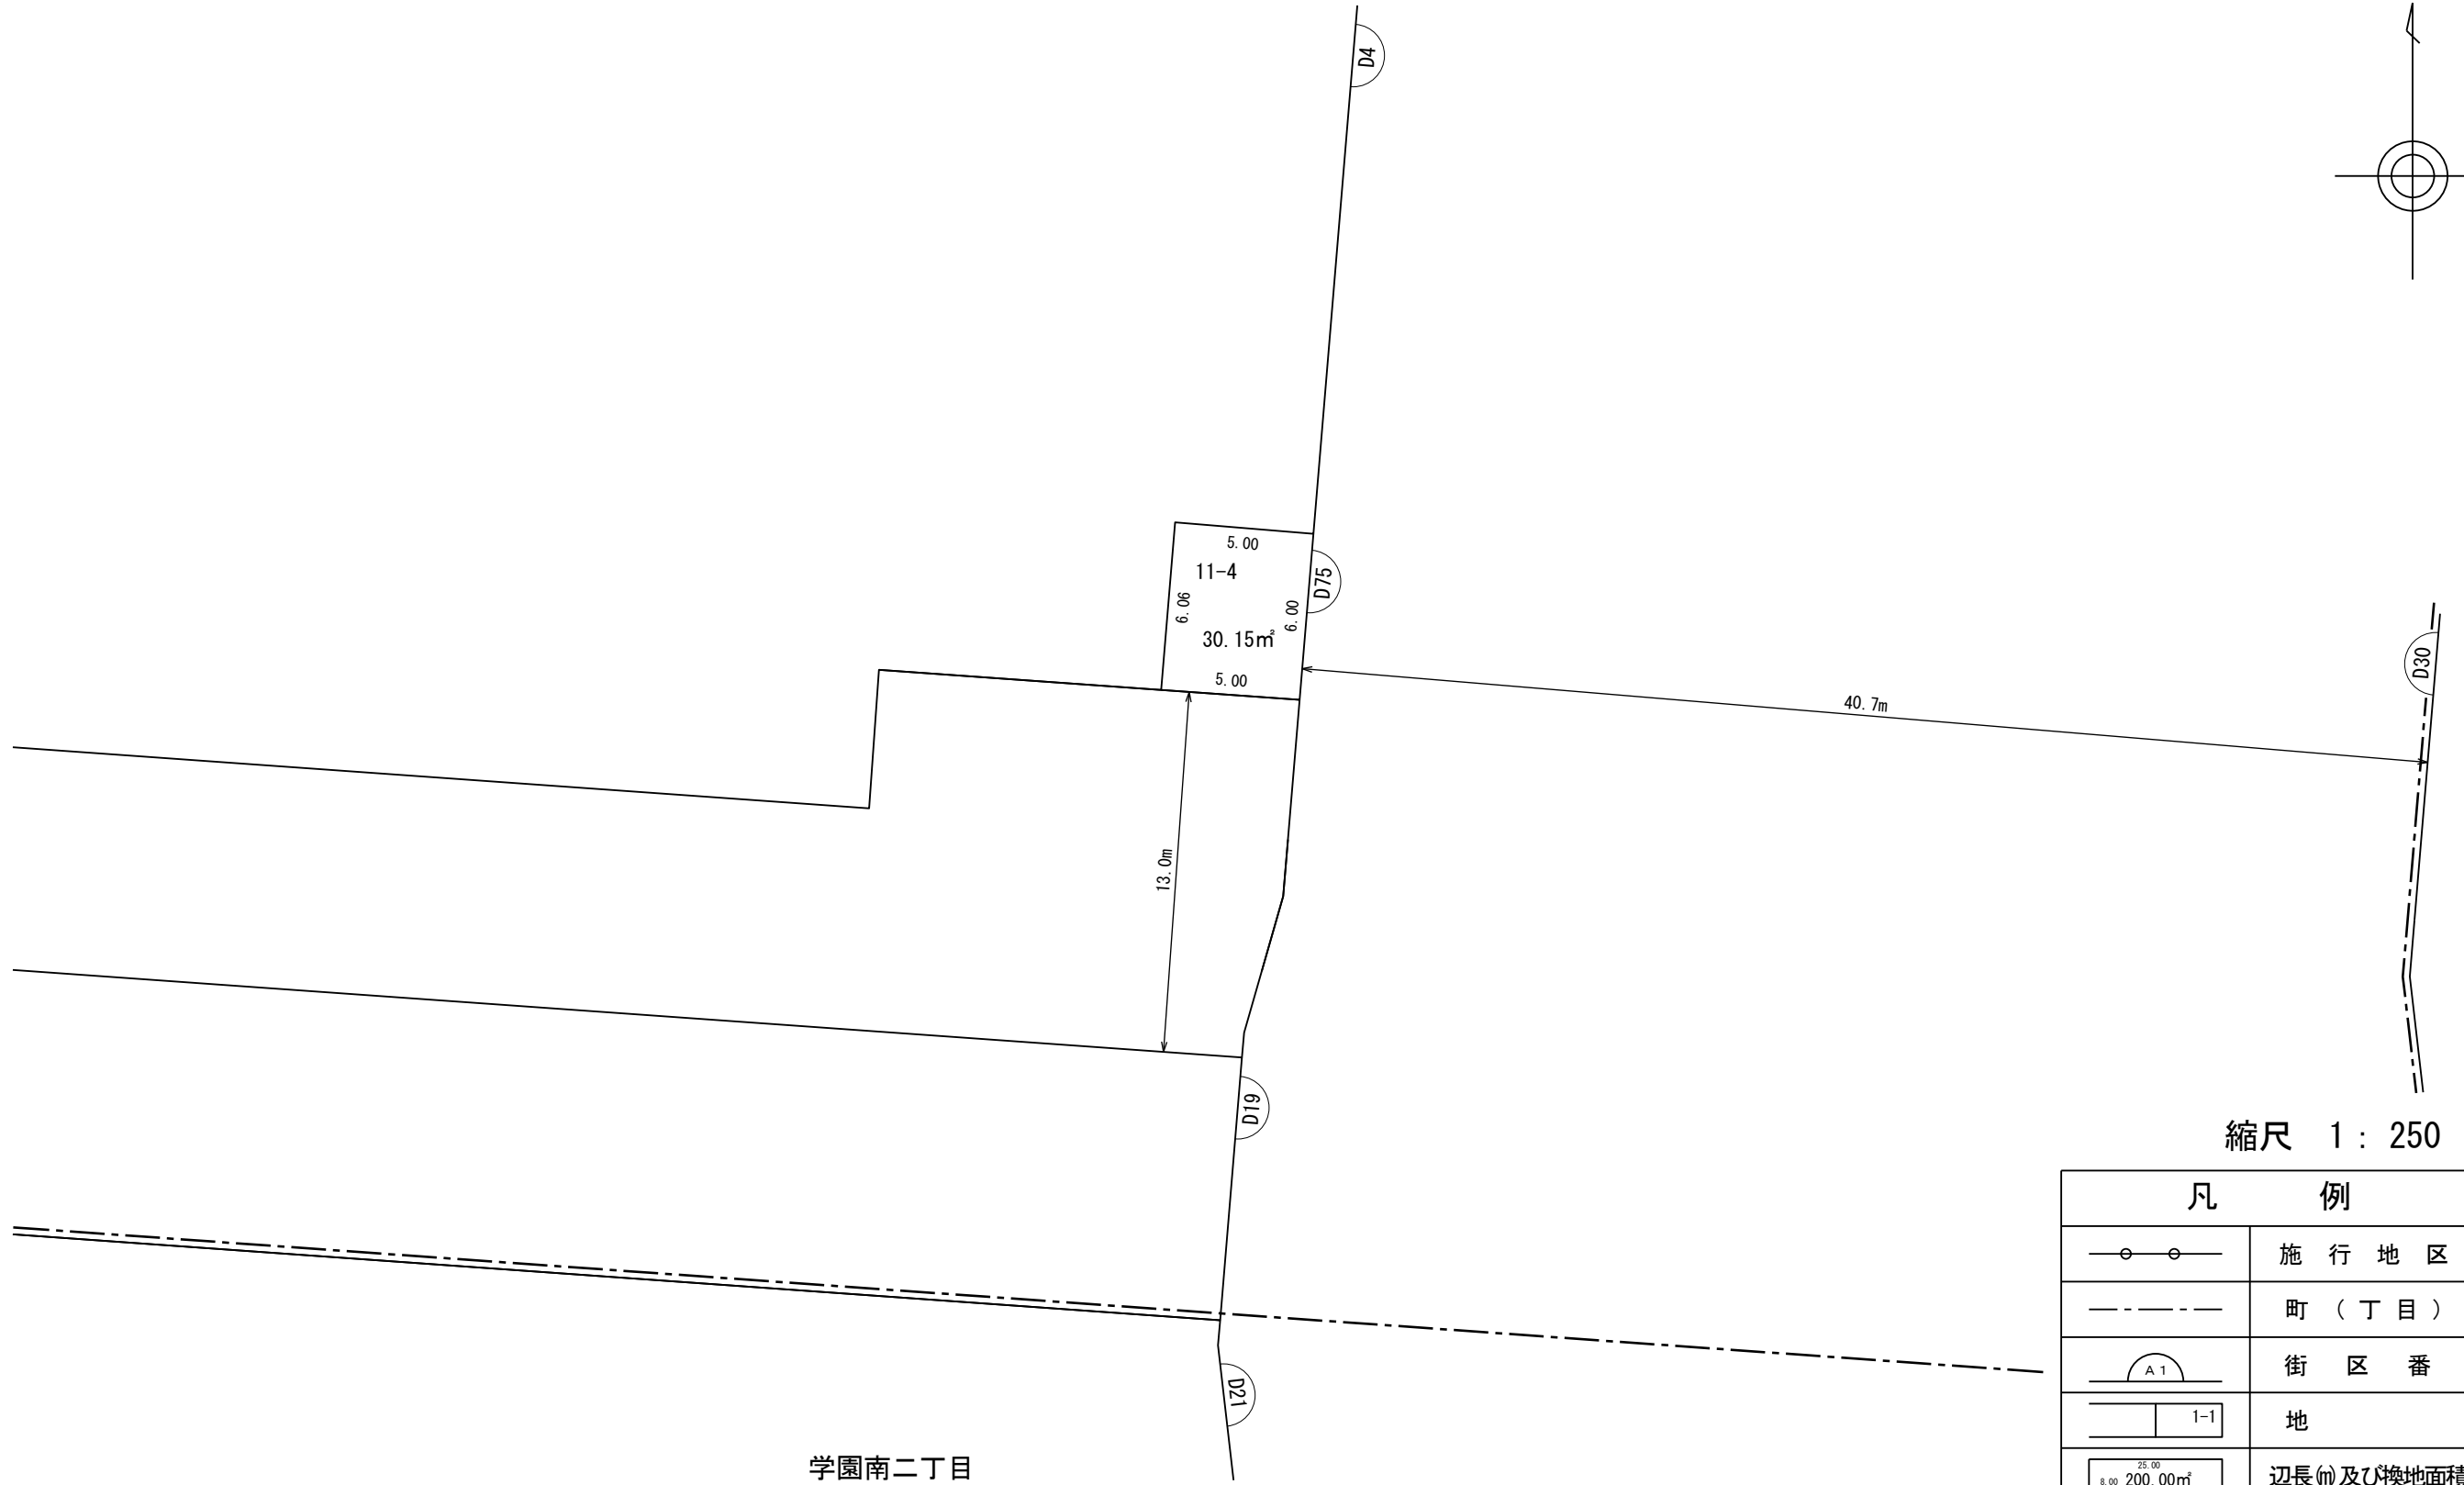 D4
5.00
11-4
D75
6.06
6.00
30.15㎡
5.00
D30
40.7m
13.0m
D19
縮尺 1：250
凡 例
施 行 地 区
町 （ 丁 目 ）
A1
街 区 番
D21
1-1
地
学園南二丁目
25.00
8.00 200.00㎡
辺長(m)及び換地面積